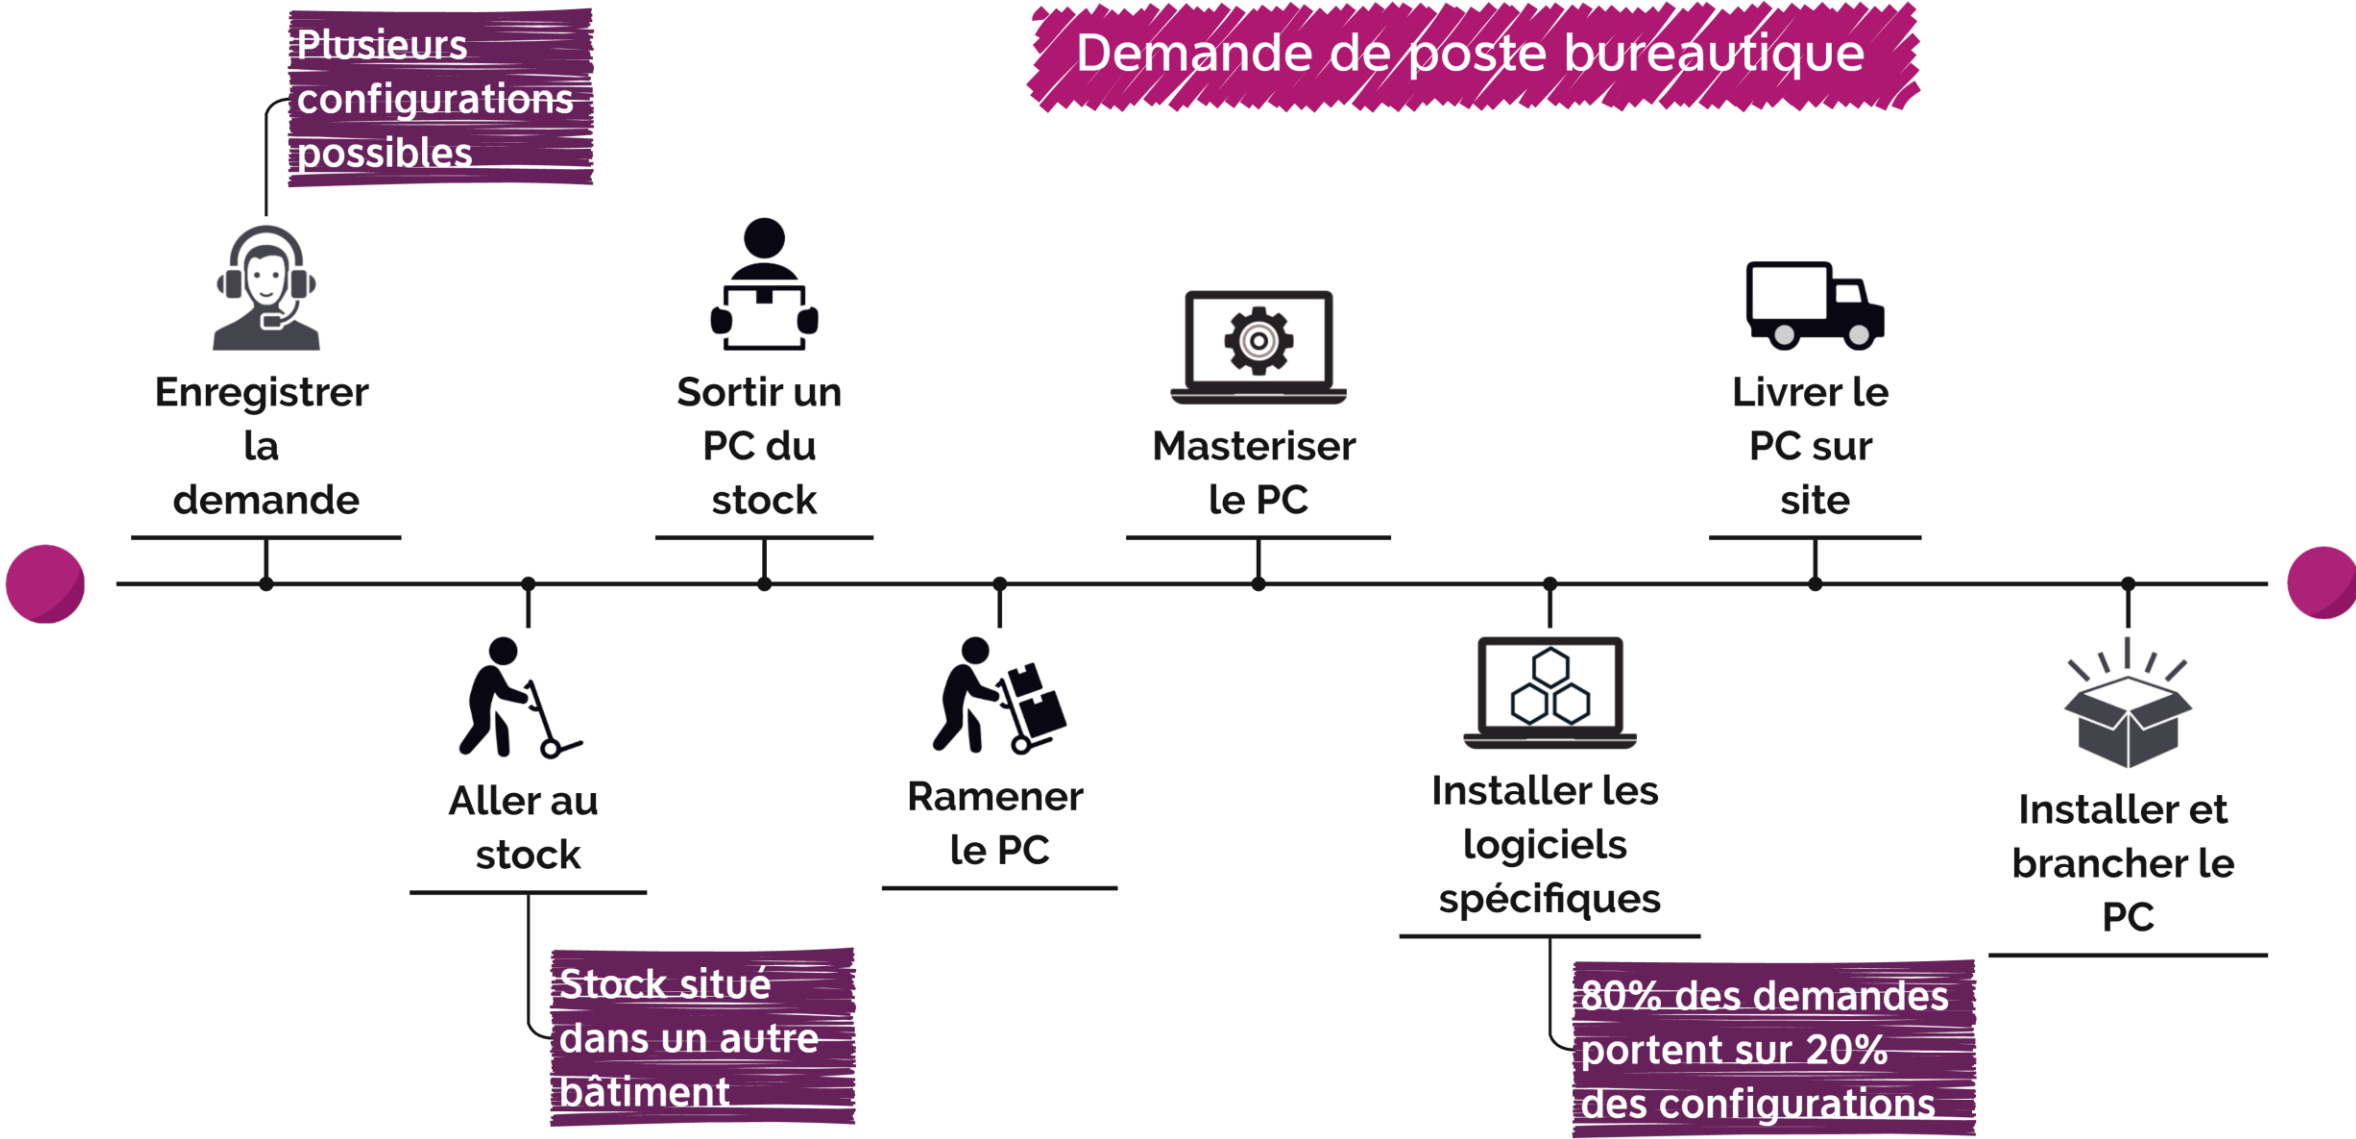 Plusieurs
configurations
possibles
Demande de poste bureautique
Enregistrer
la
demande
Sortir un
PC du
stock
Masteriser
le PC
Livrer le
PC sur
site
Aller au
stock
Ramener
le PC
Installer les
logiciels
spécifiques
Installer et
brancher le
PC
Stock situé
dans un autre
bâtiment
80% des demandes
portent sur 20%
des configurations